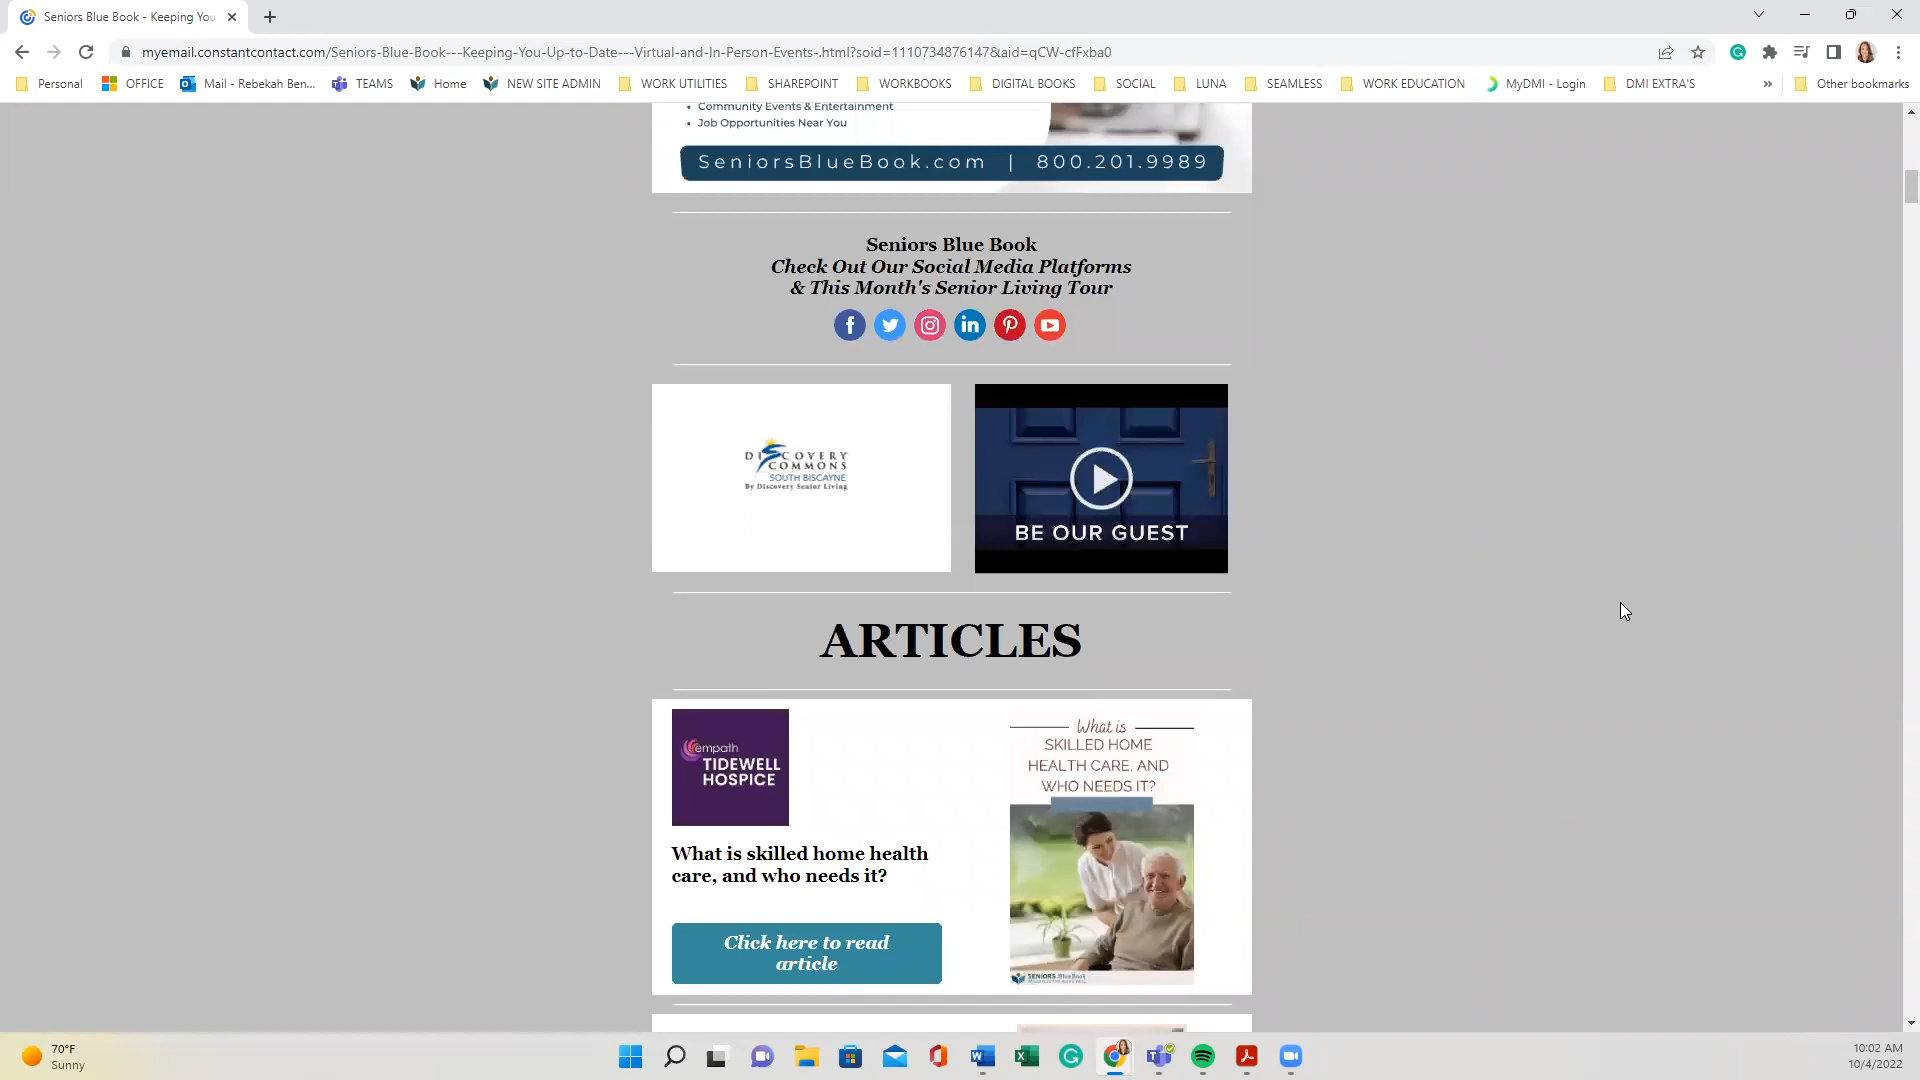 Seniors Blue Book - Keeping You
myemail.constantcontact.com/Seniors-Blue-Book---Keeping-You-Up-to-Date---Virtual-and-In-Person-Events-.html?soid=1110734876147&aid=qCW-cfFxba0
Personal OFFICE Mail - Rebekah Ben... TEAMS Home NEW SITE ADMIN WORK UTILITIES SHAREPOINT WORKBOOKS DIGITAL BOOKS SOCIAL LUNA SEAMLESS WORK EDUCATION MyDMI - Login DMI EXTRA'S » Other bookmarks
• Community Events & Entertainment
• Job Opportunities Near You
SeniorsBlueBook.com | 800.201.9989
Seniors Blue Book
Check Out Our Social Media Platforms
& This Month's Senior Living Tour
DISCOVERY
COMMONS
SOUTH BISCAYNE
By Discovery Senior Living
BE OUR GUEST
ARTICLES
empath
TIDEWELL
HOSPICE
What is skilled home health
care, and who needs it?
Click here to read
article
What is
SKILLED HOME
HEALTH CARE, AND
WHO NEEDS IT?
SENIORS BlueBook
70°F
Sunny
10:02 AM
10/4/2022